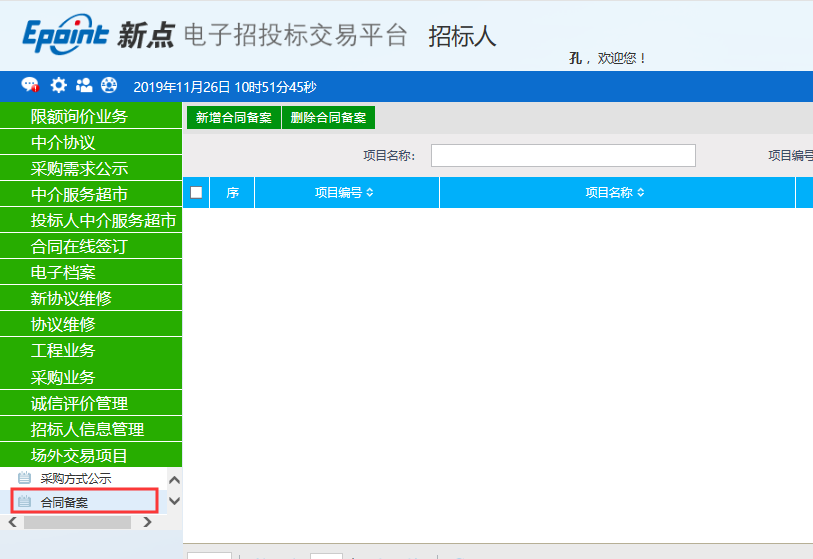 Epoint 新点 电子招投标交易平台 招标人
孔 ，欢迎您！
2019年11月26日 10时51分45秒
限额询价业务
中介协议
采购需求公示
中介服务超市
投标人中介服务超市
合同在线签订
电子档案
新协议维修
协议维修
工程业务
采购业务
诚信评价管理
招标人信息管理
场外交易项目
采购方式公示
合同备案
新增合同备案 删除合同备案
项目名称： 项目编号
序 项目编号 项目名称